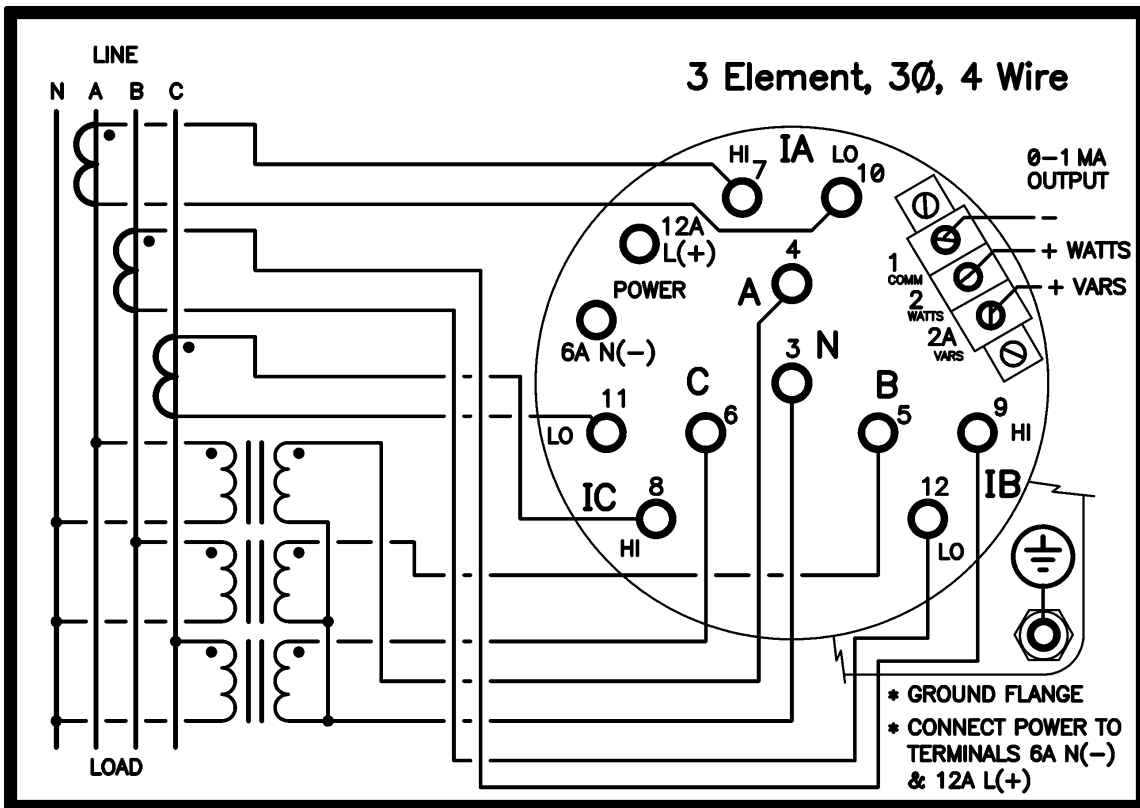 LINE
N A B C
3 Element, 3Ø, 4 Wire
HI IA LO
7 10
0-1 MA
OUTPUT
-
+ WATTS
+ VARS
12A
L(+)
POWER
4
A
1
COMM
2
WATTS
2A
VARS
6A N(-)
3 N
C
B
11
LO
6
5
9
HI
IC
8
HI
12
IB
LO
* GROUND FLANGE
* CONNECT POWER TO
TERMINALS 6A N(-)
& 12A L(+)
LOAD